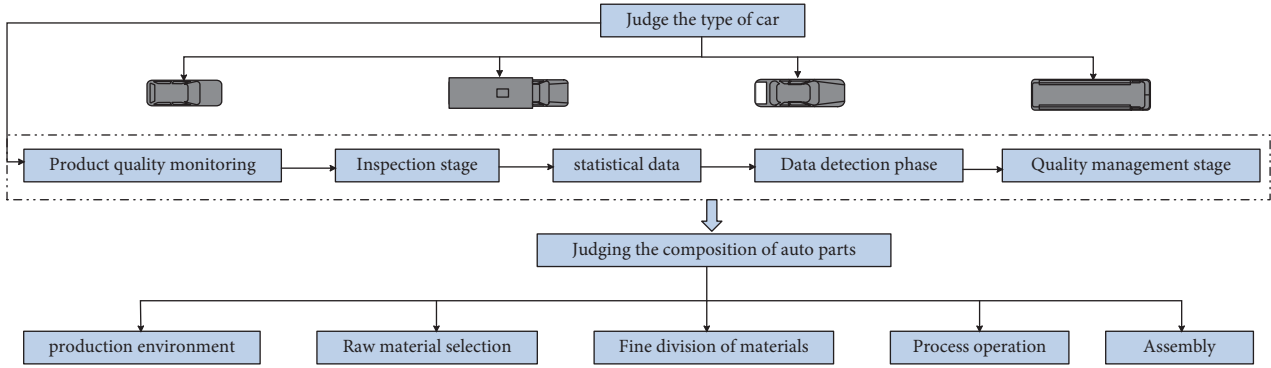 Judge the type of car
Product quality monitoring
Inspection stage
statistical data
Data detection phase
Quality management stage
Judging the composition of auto parts
production environment
Raw material selection
Fine division of materials
Process operation
Assembly